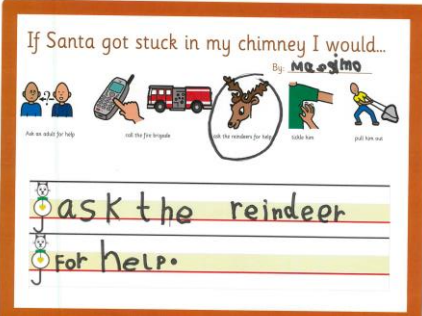 If Santa got stuck in my chimney I would...
By: Massimo
Ask an adult for help
call the fire brigade
ask the reindeers for help
tickle him
pull him out
ask the reindeer
For help.